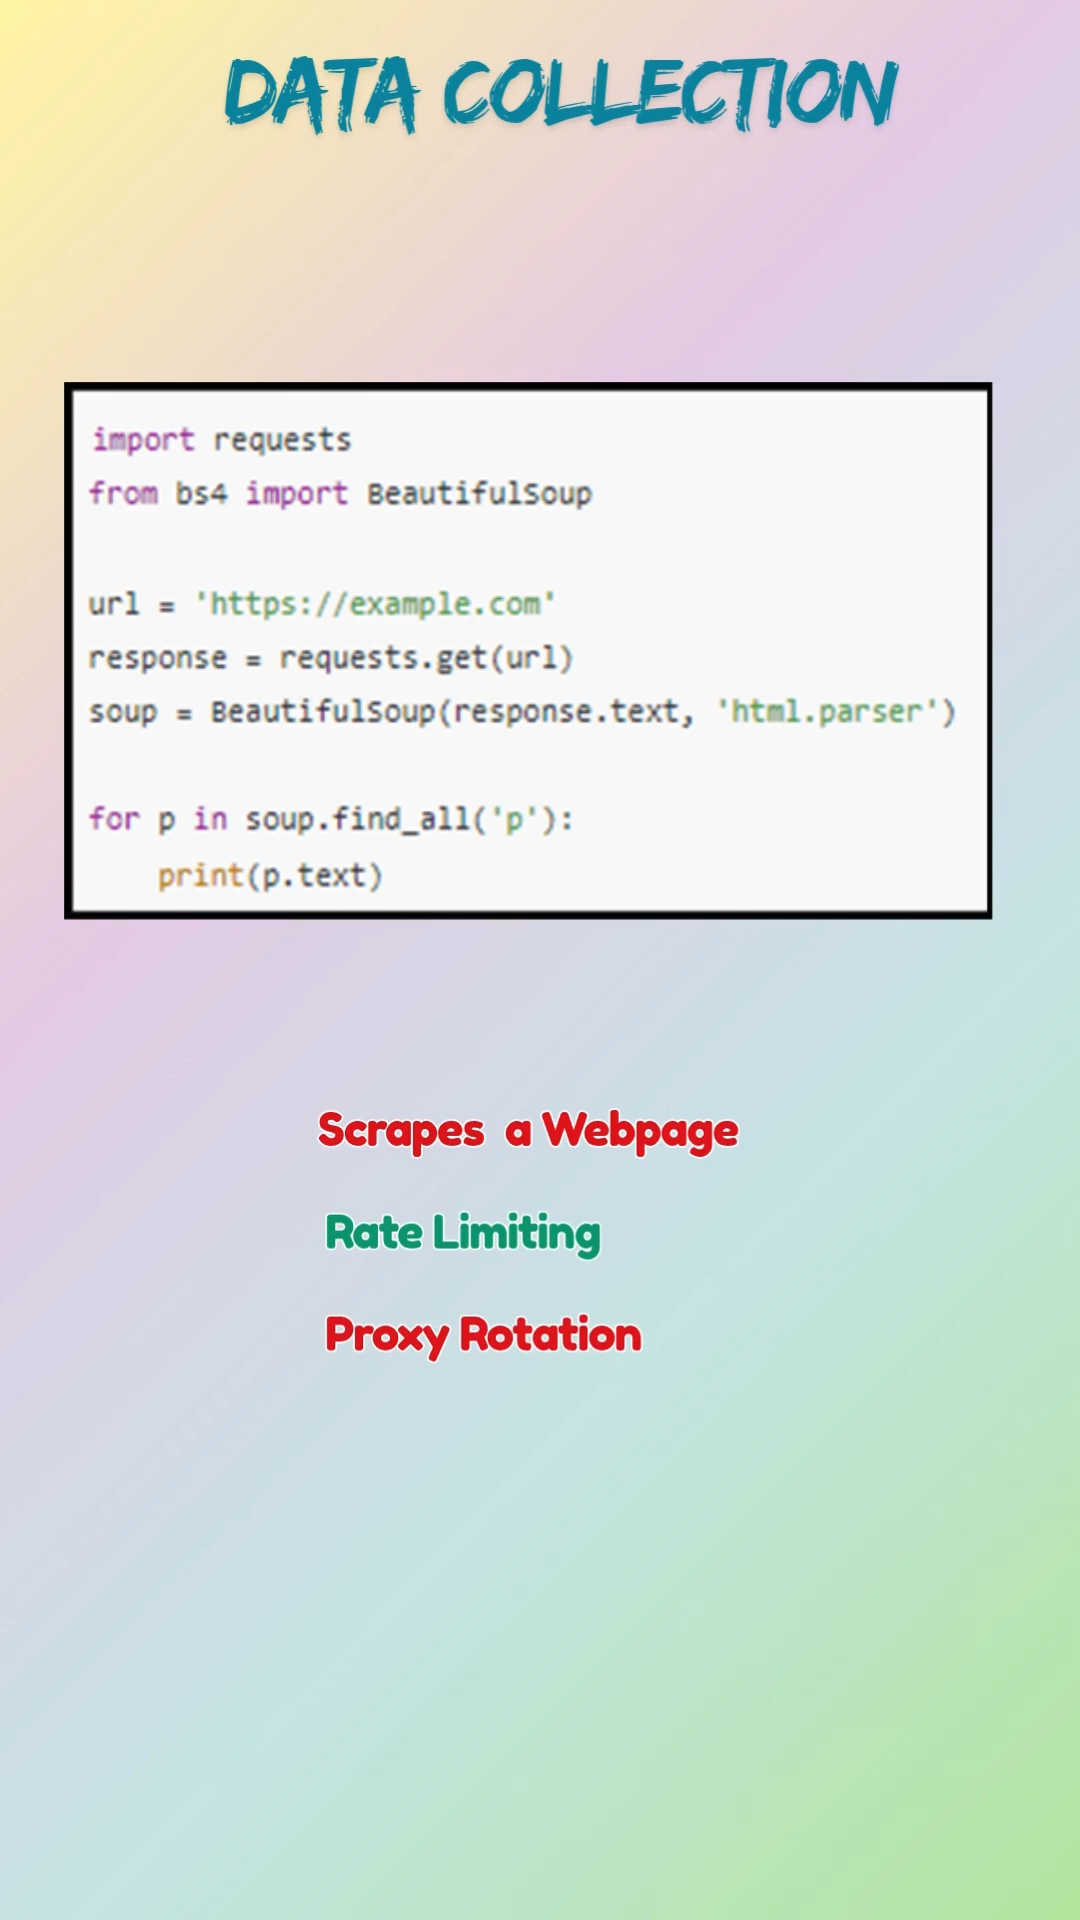 DATA COLLECTION
import requests
from bs4 import BeautifulSoup
url = 'https://example.com'
response = requests.get(url)
soup = BeautifulSoup(response.text, 'html.parser')
for p in soup.find_all('p'):
    print(p.text)
Scrapes a Webpage
Rate Limiting
Proxy Rotation